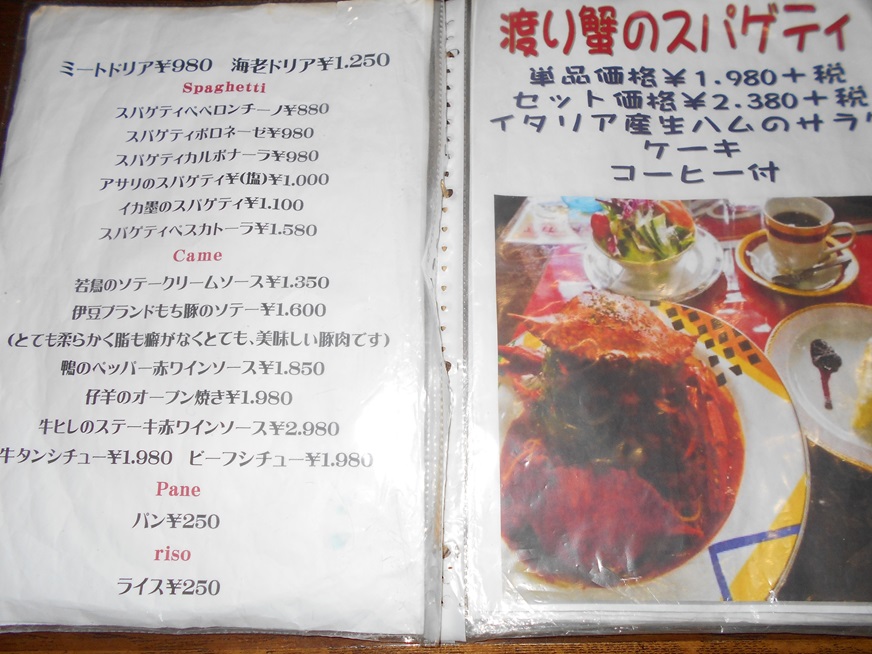 ミートドリア¥980 海老ドリア¥1.250
Spaghetti
スパゲティペペロンチーノ¥880
スパゲティボロネーゼ¥980
スパゲティカルボナーラ¥980
アサリのスパゲティ¥(塩)¥1.000
イカ墨のスパゲティ¥1.100
スパゲティペスカトーラ¥1.580
Came
若鳥のソテークリームソース¥1.350
伊豆ブランドもち豚のソテー¥1.600
(とても柔らかく脂も癖がなくとても、美味しい豚肉です)
鴨のペッパー赤ワインソース¥1.850
仔羊のオーブン焼き¥1.980
牛ヒレのステーキ赤ワインソース¥2.980
牛タンシチュー¥1.980 ビーフシチュー¥1.980
Pane
パン¥250
riso
ライス¥250
渡り蟹のスパゲティ
単品価格¥1.980+税
セット価格¥2.380+税
イタリア産生ハムのサラダ
ケーキ
コーヒー付